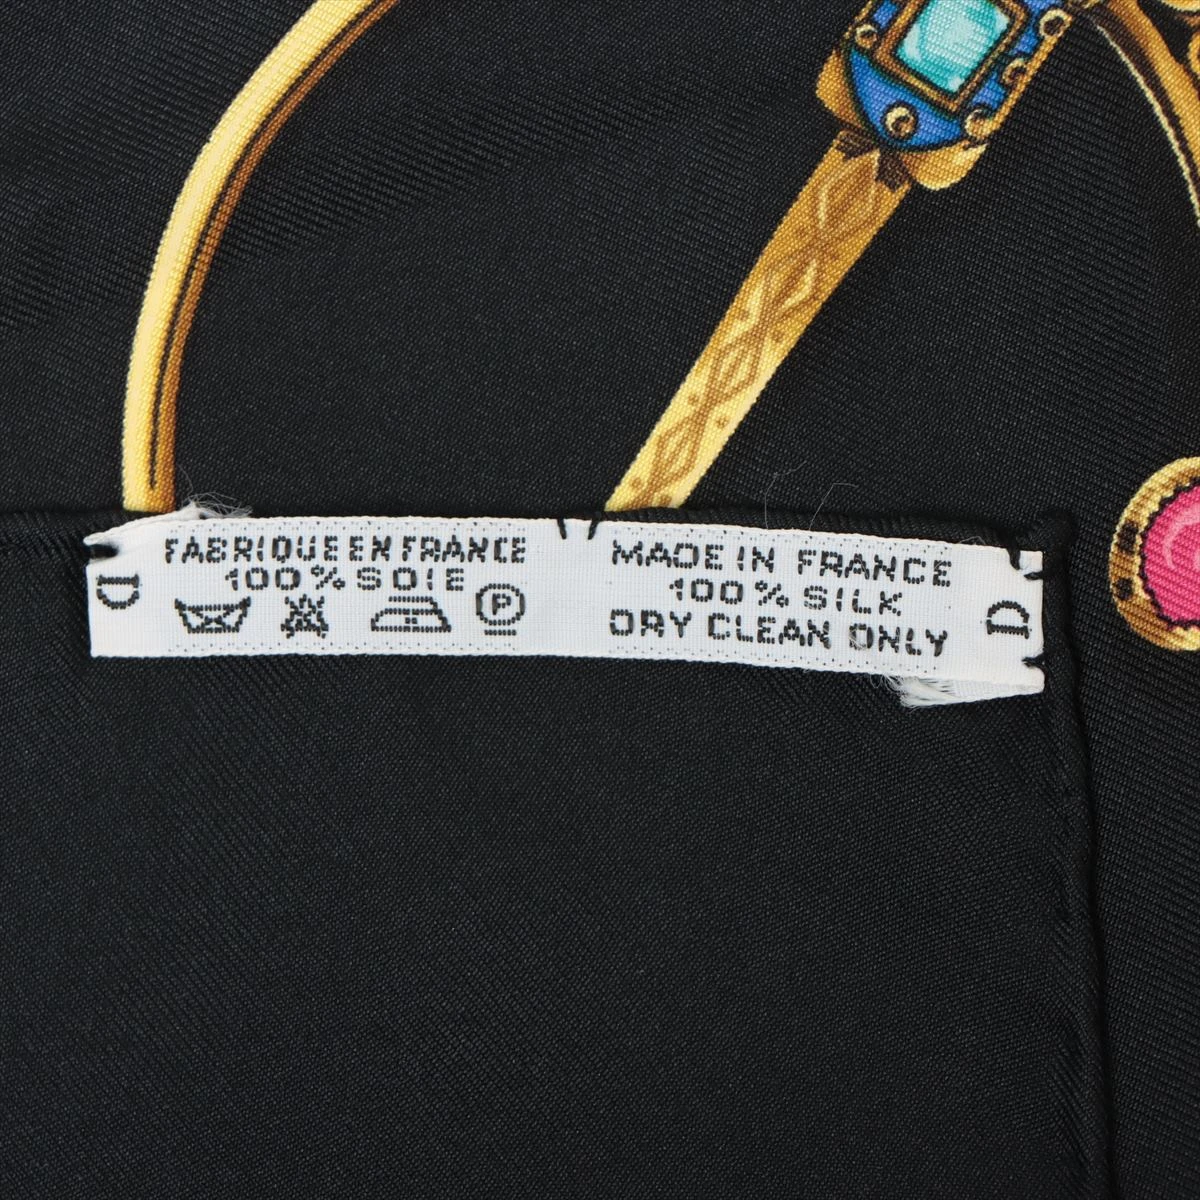 D
FABRIQUE EN FRANCE
100% SOIE
P
MADE IN FRANCE
100% SILK
DRY CLEAN ONLY
D